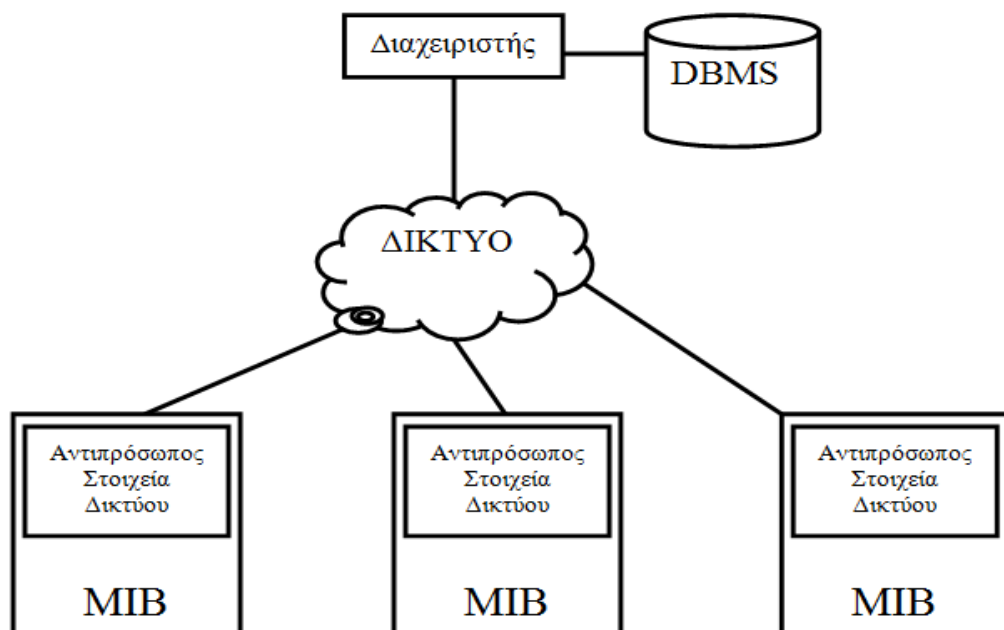 Διαχειριστής
DBMS
ΔΙΚΤΥΟ
Αντιπρόσωπος
Στοιχεία
Δικτύου
MIB
Αντιπρόσωπος
Στοιχεία
Δικτύου
MIB
Αντιπρόσωπος
Στοιχεία
Δικτύου
MIB